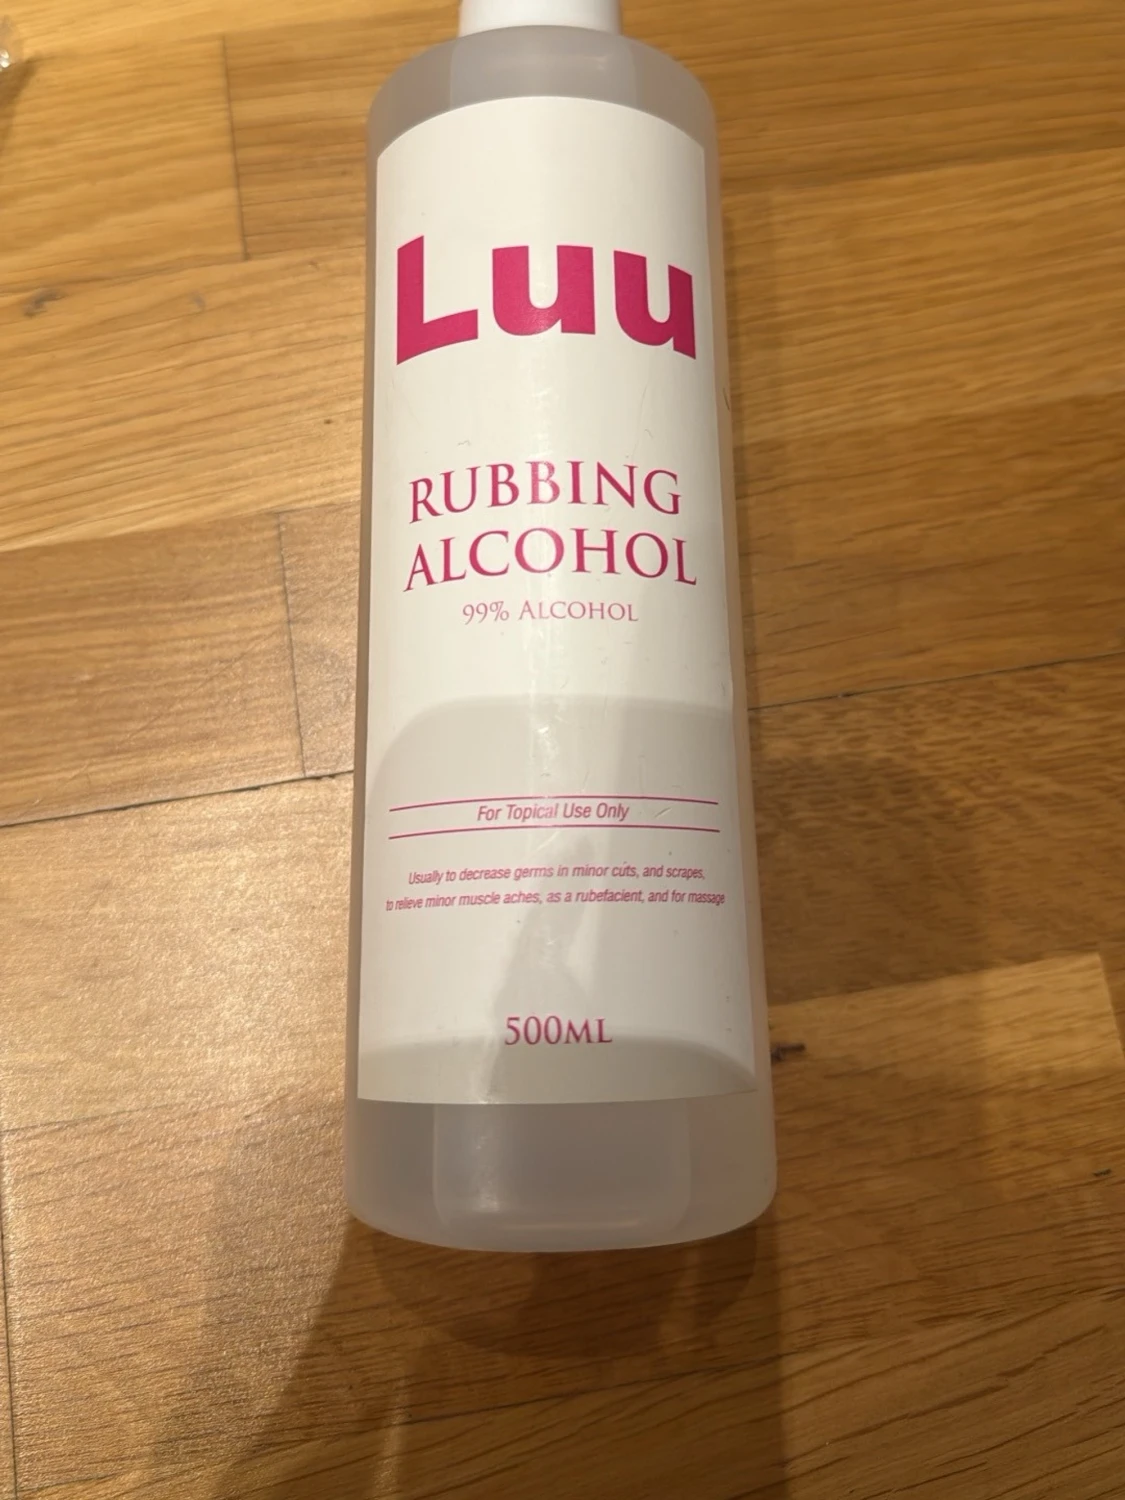 Luu
RUBBING
ALCOHOL
99% ALCOHOL
For Topical Use Only
Usually to decrease germs in minor cuts, and scrapes,
to relieve minor muscle aches, as a rubefacient, and for massage
500ML